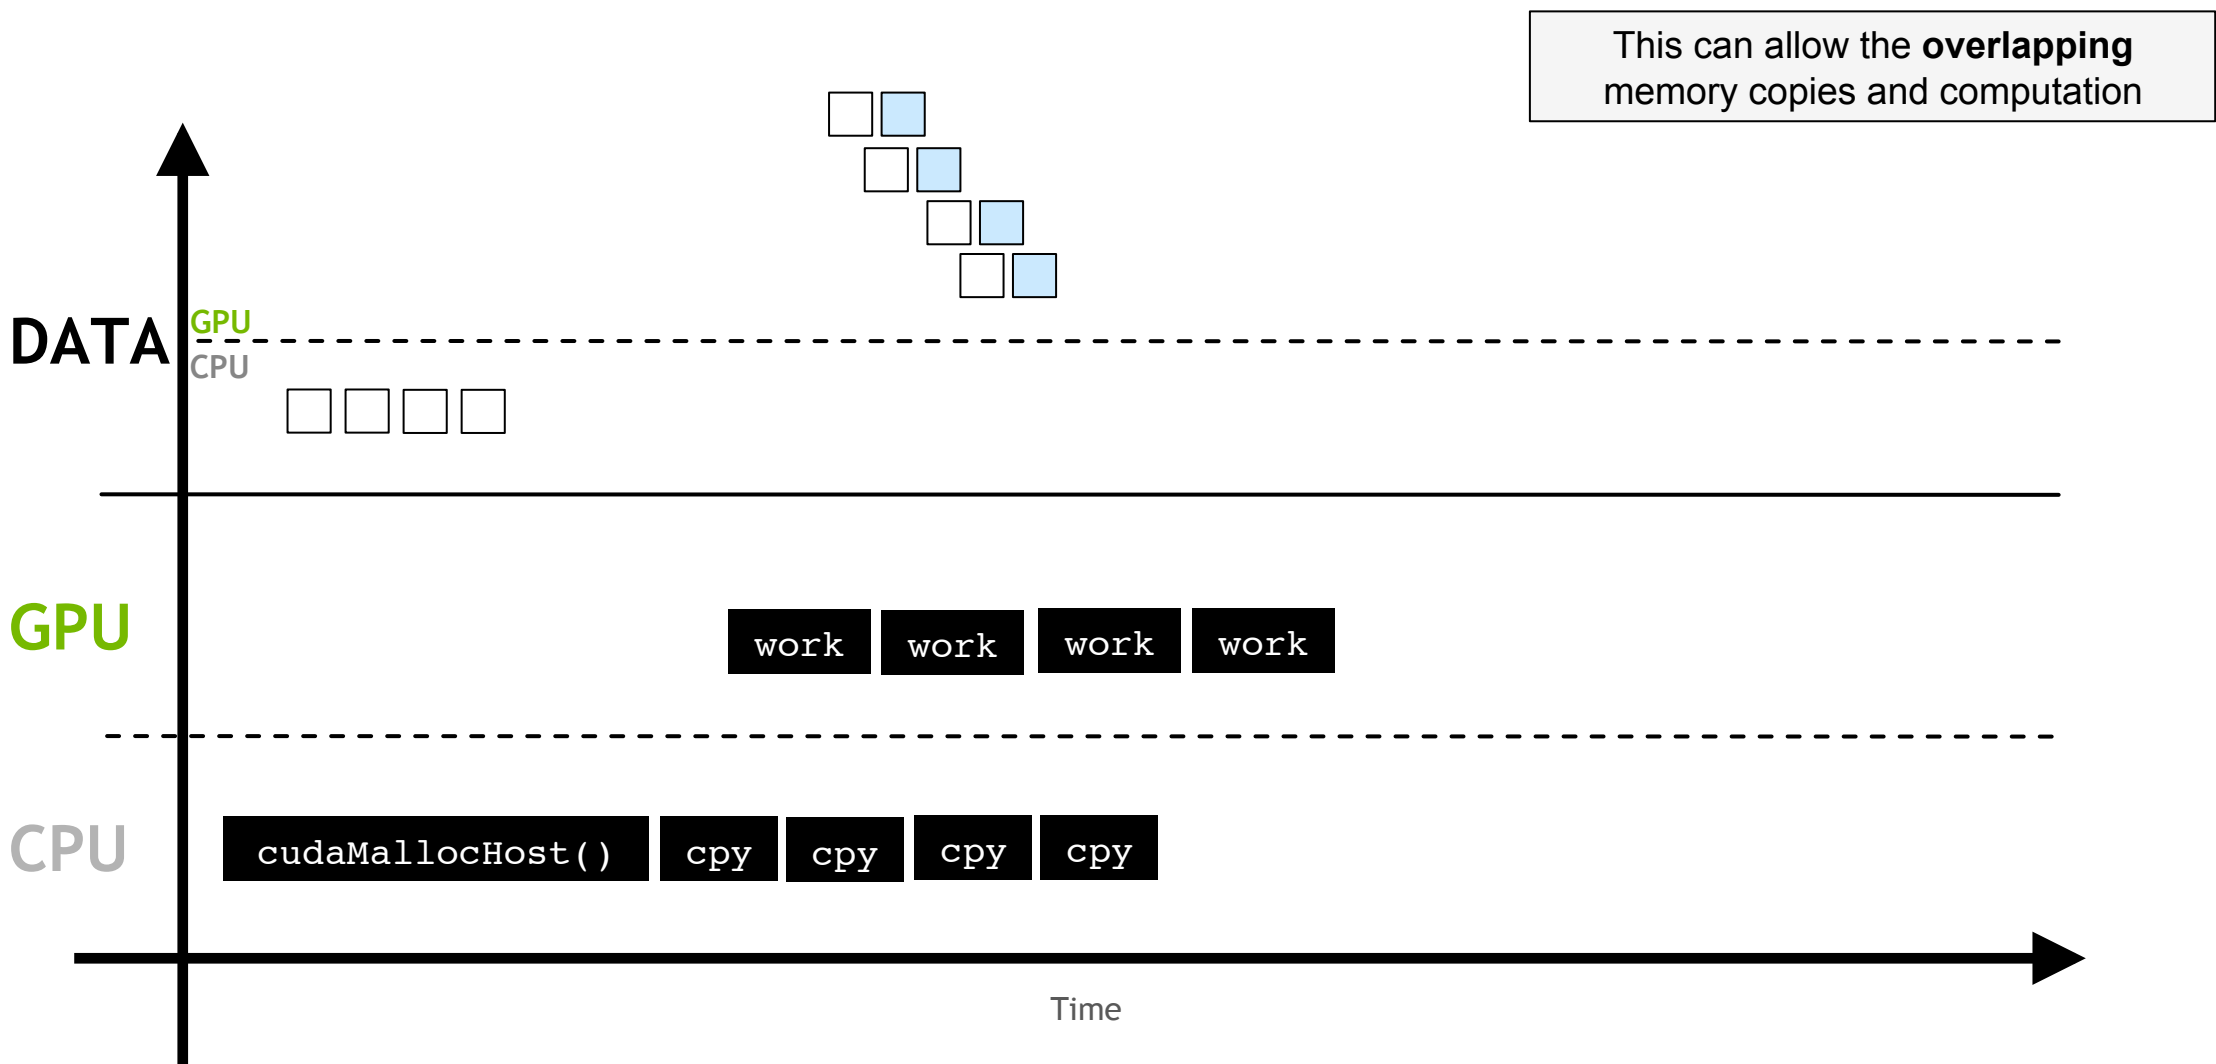 This can allow the overlapping
memory copies and computation
GPU
DATA
CPU
GPU
work work work work
CPU
cudaMallocHost() cpy cpy cpy cpy
Time